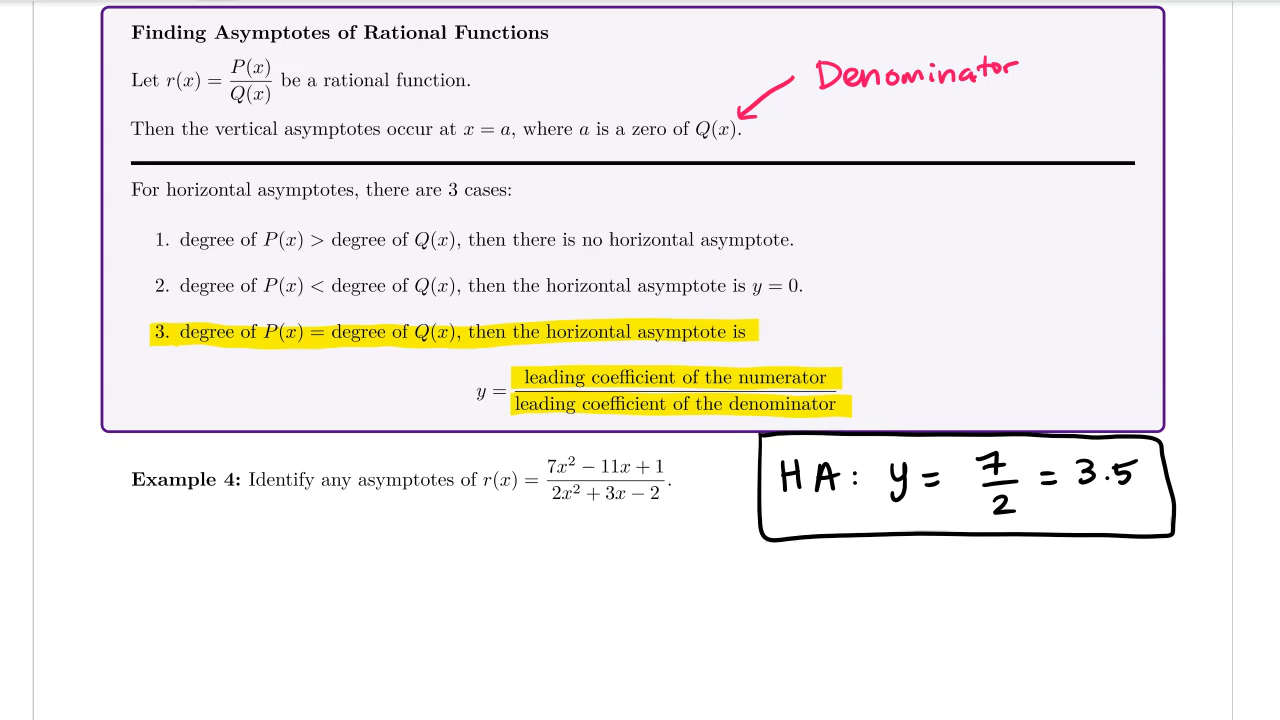 Finding Asymptotes of Rational Functions
Let r(x) = P(x)/Q(x) be a rational function.
Denominator
Then the vertical asymptotes occur at x = a, where a is a zero of Q(x).
For horizontal asymptotes, there are 3 cases:
1. degree of P(x) > degree of Q(x), then there is no horizontal asymptote.
2. degree of P(x) < degree of Q(x), then the horizontal asymptote is y = 0.
3. degree of P(x) = degree of Q(x), then the horizontal asymptote is
y = leading coefficient of the numerator / leading coefficient of the denominator
Example 4: Identify any asymptotes of r(x) = (7x² − 11x + 1)/(2x² + 3x − 2).
HA: y = 7/2 = 3.5